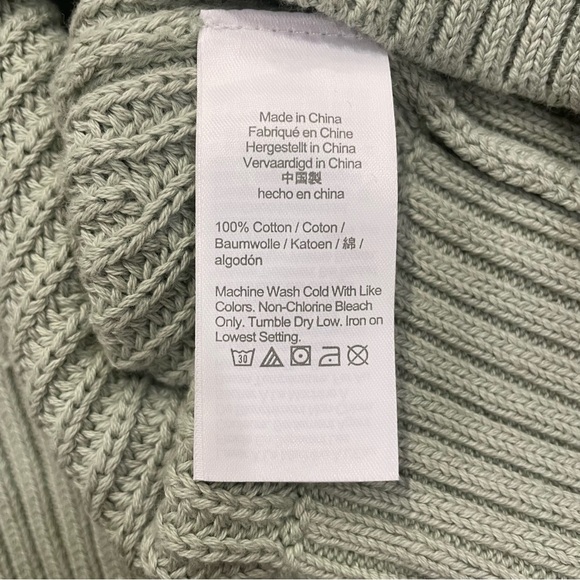 Made in China
Fabriqué en Chine
Hergestellt in China
Vervaardigd in China
中国製
hecho en china
100% Cotton / Coton /
Baumwolle / Katoen / 綿 /
algodón
Machine Wash Cold With Like
Colors. Non-Chlorine Bleach
Only. Tumble Dry Low. Iron on
Lowest Setting.
30